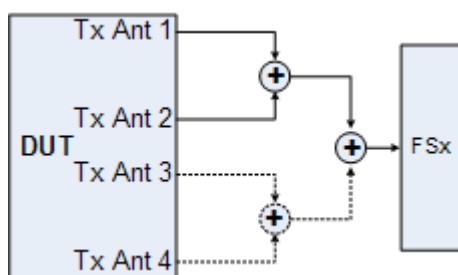 Tx Ant 1
Tx Ant 2
DUT
Tx Ant 3
Tx Ant 4
+
+
+
FSx